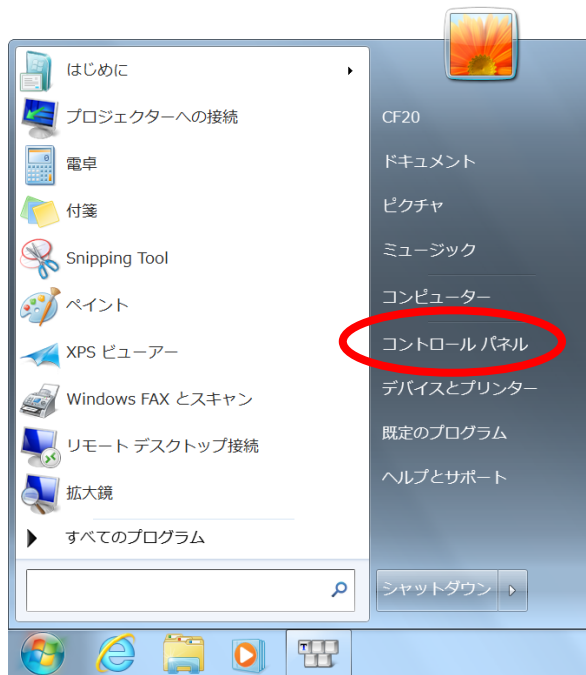 はじめに
プロジェクターへの接続
電卓
付箋
Snipping Tool
ペイント
XPS ビューアー
Windows FAX とスキャン
リモート デスクトップ接続
拡大鏡
すべてのプログラム
CF20
ドキュメント
ピクチャ
ミュージック
コンピューター
コントロール パネル
デバイスとプリンター
既定のプログラム
ヘルプとサポート
シャットダウン